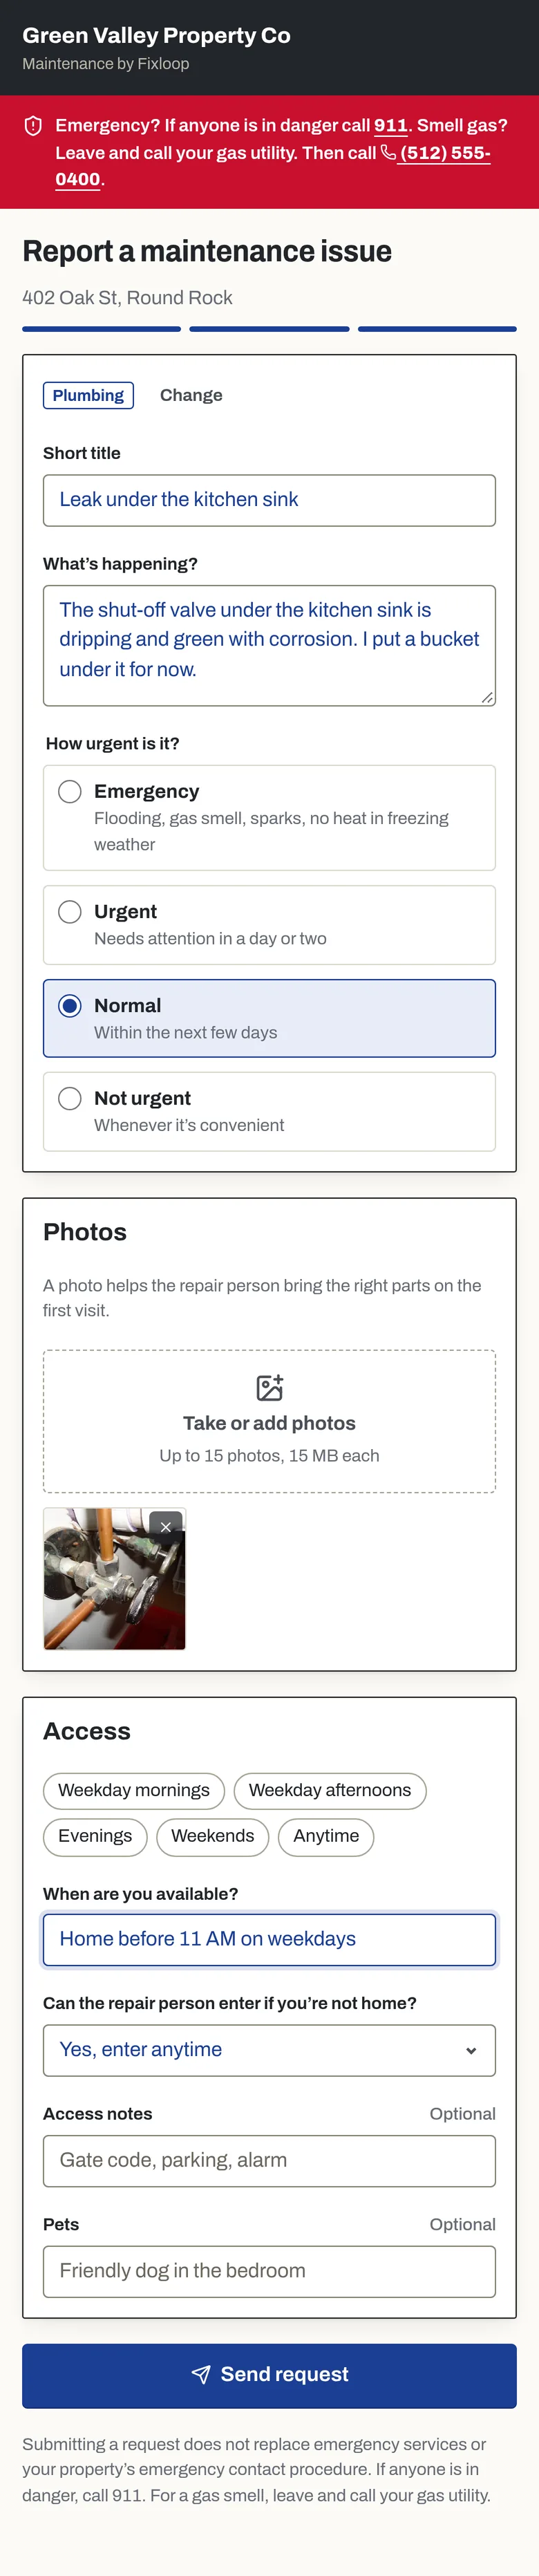 Green Valley Property Co
Maintenance by Fixloop
Emergency? If anyone is in danger call 911. Smell gas?
Leave and call your gas utility. Then call (512) 555-
0400.
Report a maintenance issue
402 Oak St, Round Rock
Plumbing Change
Short title
Leak under the kitchen sink
What’s happening?
The shut-off valve under the kitchen sink is
dripping and green with corrosion. I put a bucket
under it for now.
How urgent is it?
Emergency
Flooding, gas smell, sparks, no heat in freezing
weather
Urgent
Needs attention in a day or two
Normal
Within the next few days
Not urgent
Whenever it’s convenient
Photos
A photo helps the repair person bring the right parts on the
first visit.
Take or add photos
Up to 15 photos, 15 MB each
Access
Weekday mornings Weekday afternoons
Evenings Weekends Anytime
When are you available?
Home before 11 AM on weekdays
Can the repair person enter if you’re not home?
Yes, enter anytime
Access notes Optional
Gate code, parking, alarm
Pets Optional
Friendly dog in the bedroom
Send request
Submitting a request does not replace emergency services or
your property’s emergency contact procedure. If anyone is in
danger, call 911. For a gas smell, leave and call your gas utility.